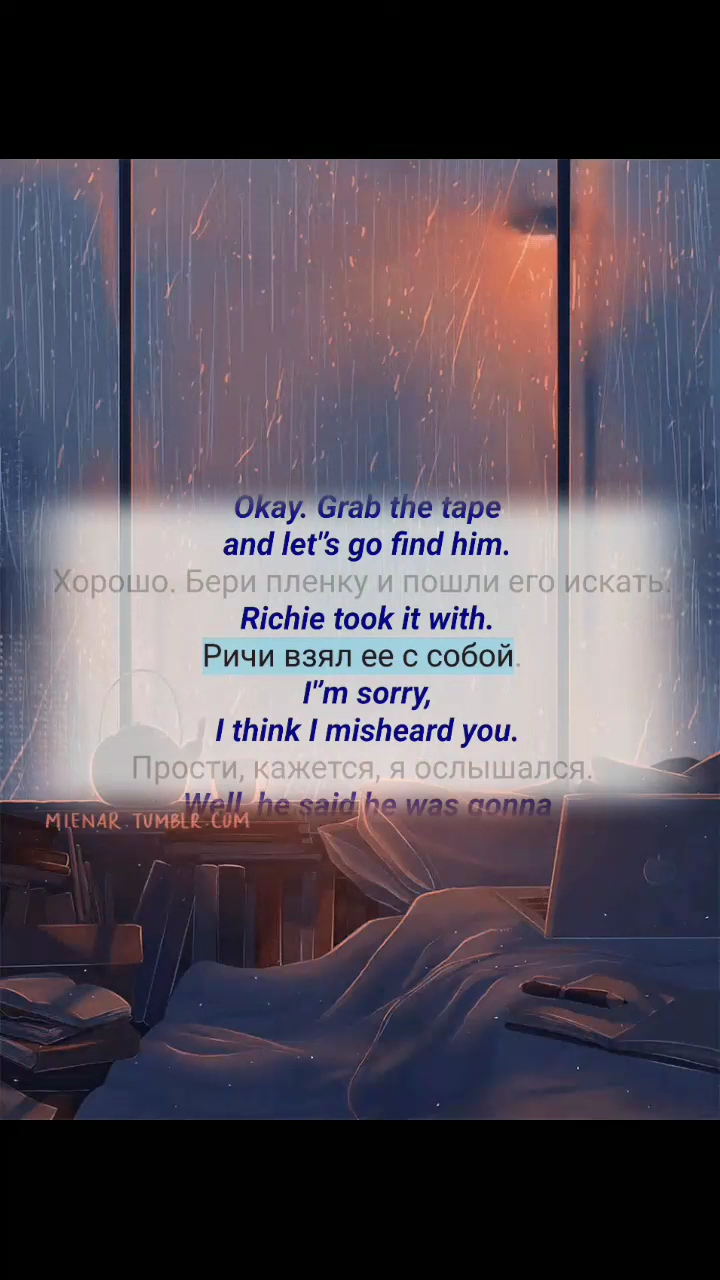 Okay. Grab the tape
and let"s go find him.
Хорошо. Бери пленку и пошли его искать.
Richie took it with.
Ричи взял ее с собой.
I"m sorry,
I think I misheard you.
Прости, кажется, я ослышался.
Well, he said he was gonna
MIENAR.TUMBLR.COM